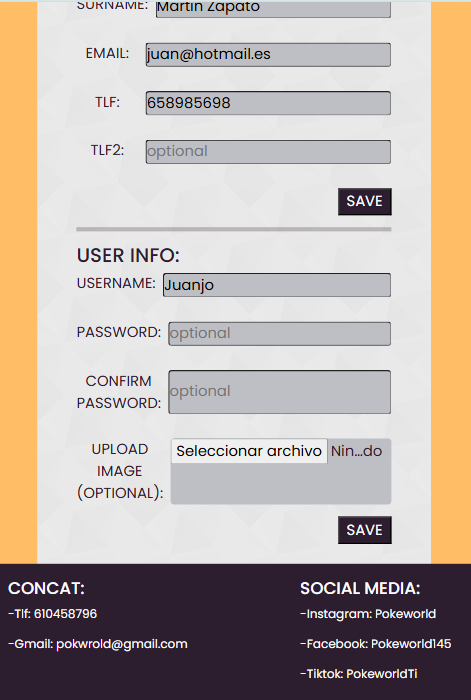 SURNAME: Martin Zapato
EMAIL: juan@hotmail.es
TLF: 658985698
TLF2: optional
SAVE
USER INFO:
USERNAME: Juanjo
PASSWORD: optional
CONFIRM
PASSWORD: optional
UPLOAD
IMAGE
(OPTIONAL): Seleccionar archivo Nin...do
SAVE
CONCAT:
-Tlf: 610458796
-Gmail: pokwrold@gmail.com
SOCIAL MEDIA:
-Instagram: Pokeworld
-Facebook: Pokeworld145
-Tiktok: PokeworldTi